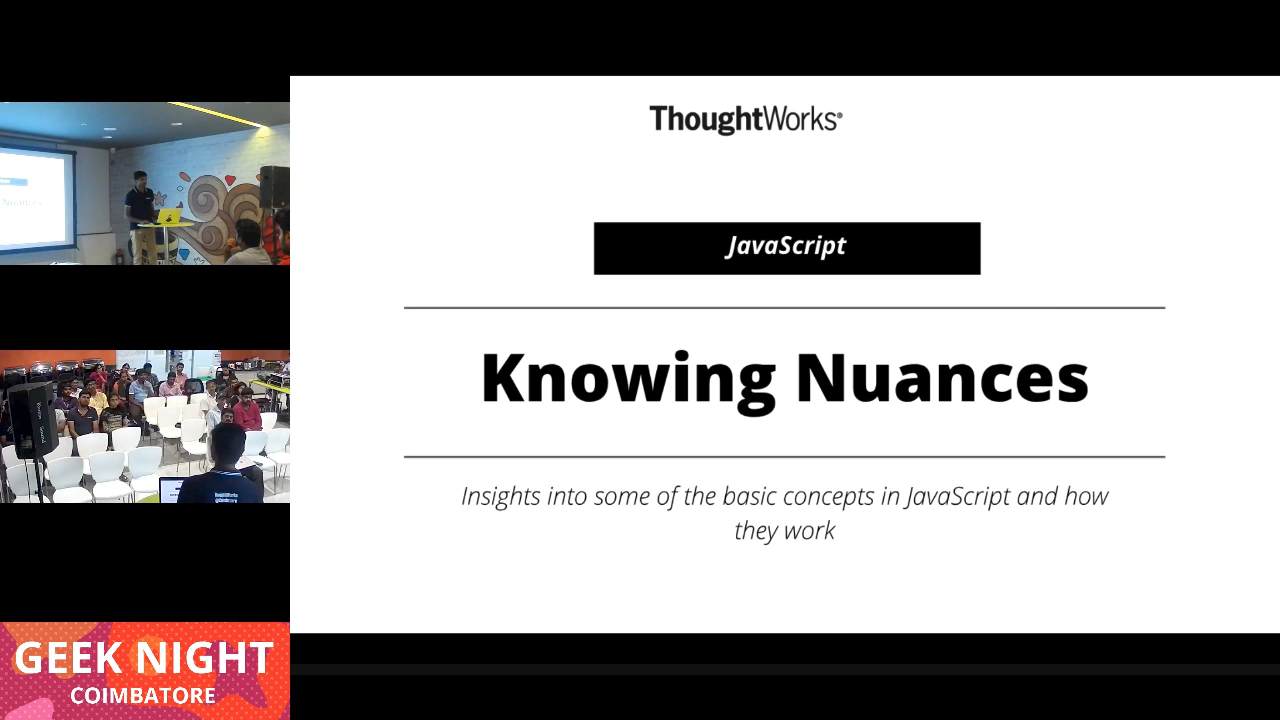 ThoughtWorks®
JavaScript
Knowing Nuances
Insights into some of the basic concepts in JavaScript and how
they work
Nuances
GEEK NIGHT
COIMBATORE